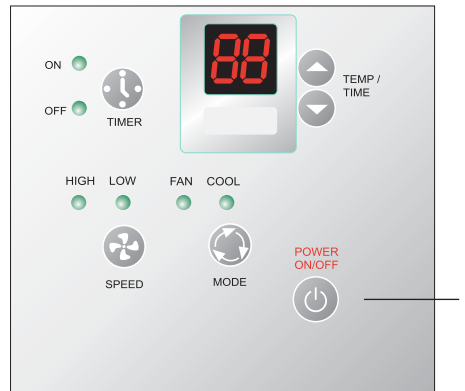 88
ON
OFF
TIMER
TEMP /
TIME
HIGH LOW FAN COOL
SPEED
MODE
POWER
ON/OFF